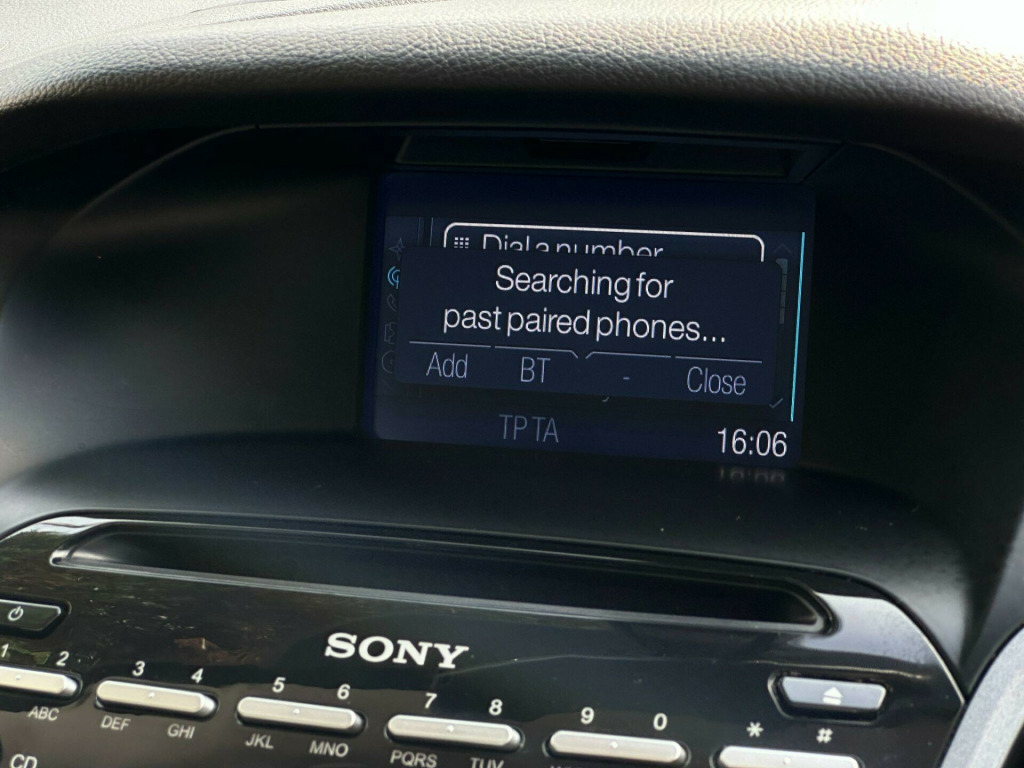 Dial a number
Searching for
past paired phones...
Add BT - Close
TP TA
16:06
SONY
1 2 3 4 5 6 7 8 9 0 * #
ABC DEF GHI JKL MNO PQRS TUV
CD